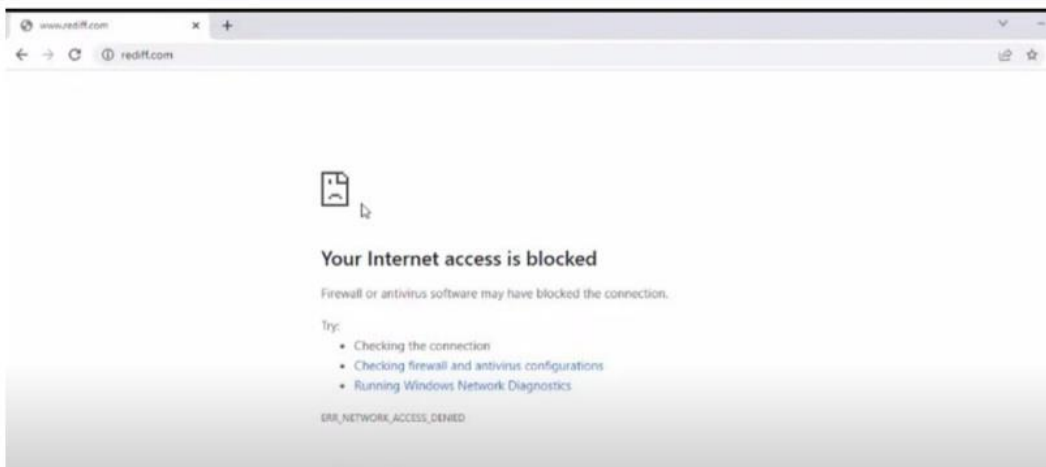 www.rediff.com
rediff.com
Your Internet access is blocked
Firewall or antivirus software may have blocked the connection.
Try:
• Checking the connection
• Checking firewall and antivirus configurations
• Running Windows Network Diagnostics
ERR_NETWORK_ACCESS_DENIED